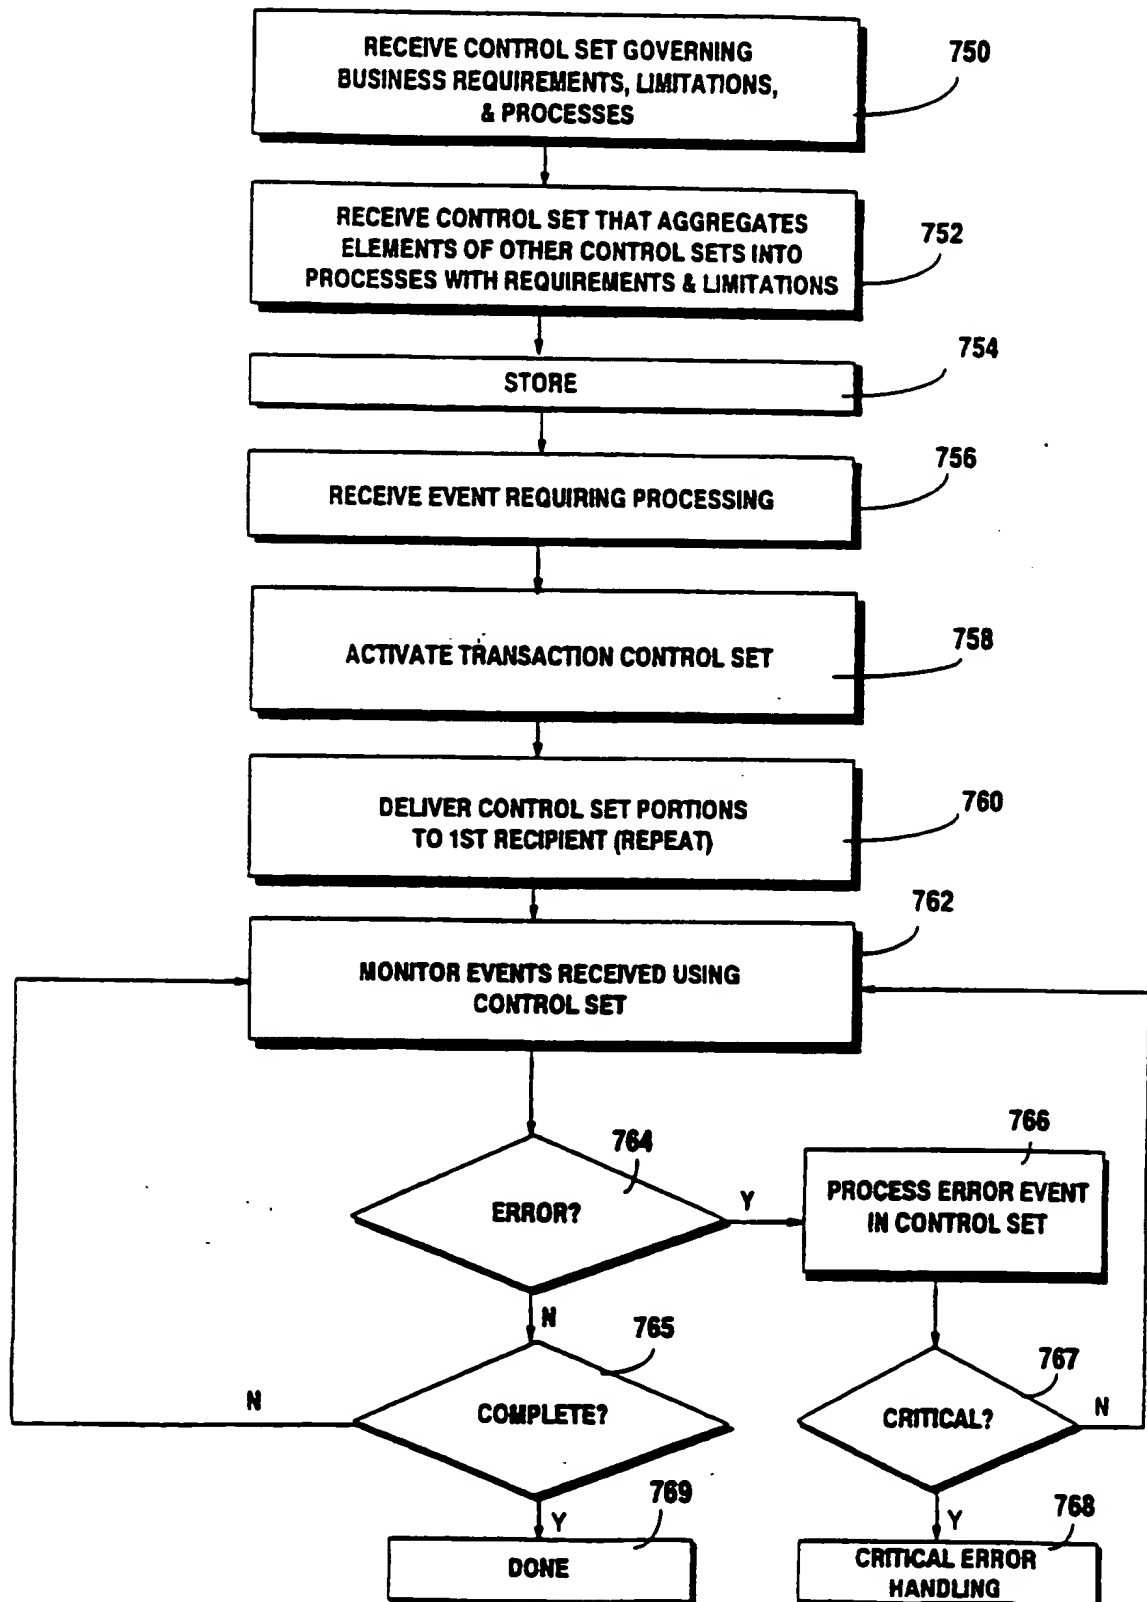 RECEIVE CONTROL SET GOVERNING
BUSINESS REQUIREMENTS, LIMITATIONS,
& PROCESSES
750
RECEIVE CONTROL SET THAT AGGREGATES
ELEMENTS OF OTHER CONTROL SETS INTO
PROCESSES WITH REQUIREMENTS & LIMITATIONS
752
STORE
754
RECEIVE EVENT REQUIRING PROCESSING
756
ACTIVATE TRANSACTION CONTROL SET
758
DELIVER CONTROL SET PORTIONS
TO 1ST RECIPIENT (REPEAT)
760
MONITOR EVENTS RECEIVED USING
CONTROL SET
762
ERROR?
764
Y
PROCESS ERROR EVENT
IN CONTROL SET
766
N
COMPLETE?
765
N
CRITICAL?
767
N
Y
DONE
769
Y
CRITICAL ERROR
HANDLING
768